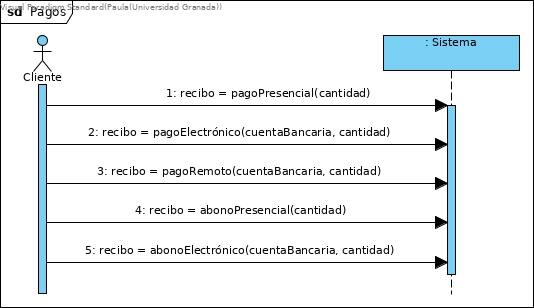 Visual Paradigm Standard(Paula(Universidad Granada))
sd Pagos
Cliente
: Sistema
1: recibo = pagoPresencial(cantidad)
2: recibo = pagoElectrónico(cuentaBancaria, cantidad)
3: recibo = pagoRemoto(cuentaBancaria, cantidad)
4: recibo = abonoPresencial(cantidad)
5: recibo = abonoElectrónico(cuentaBancaria, cantidad)